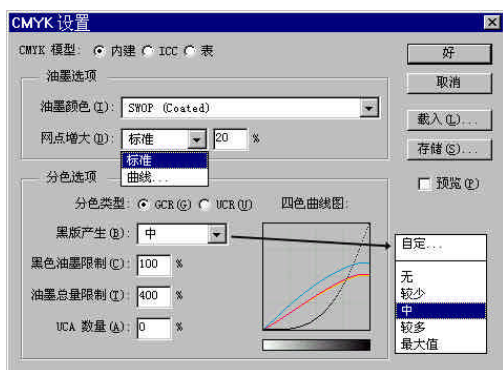 CMYK 设置
CMYK 模型: 内建 ICC 表
好
取消
载入(L)...
存储(S)...
预览(P)
油墨选项
油墨颜色(I): SWOP (Coated)
网点增大(D): 标准 20 %
标准
曲线...
分色选项
分色类型: GCR(G) UCR(U) 四色曲线图:
黑版产生(B): 中
黑色油墨限制(C): 100 %
油墨总量限制(T): 400 %
UCA 数量(A): 0 %
自定...
无
较少
中
较多
最大值